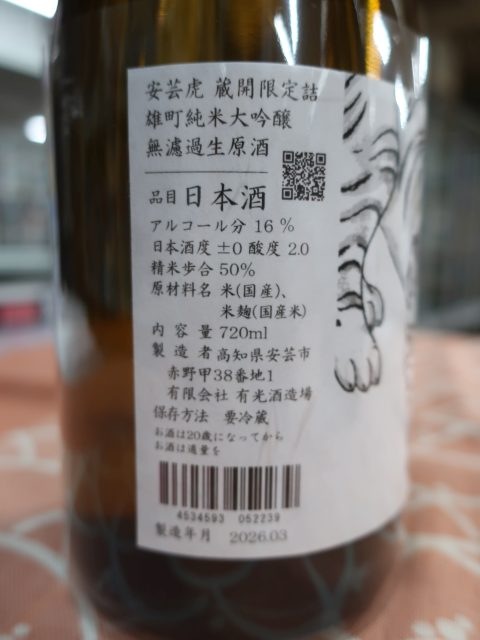 安芸虎 蔵開限定詰
雄町純米大吟醸
無濾過生原酒
品目 日本酒
アルコール分 16 %
日本酒度 ±0 酸度 2.0
精米歩合 50%
原材料名 米(国産)、
米麹(国産米)
内容量 720ml
製造者 高知県安芸市
赤野甲38番地1
有限会社 有光酒造場
保存方法 要冷蔵
お酒は20歳になってから
お酒は適量を
4534593 052239
製造年月 2026.03